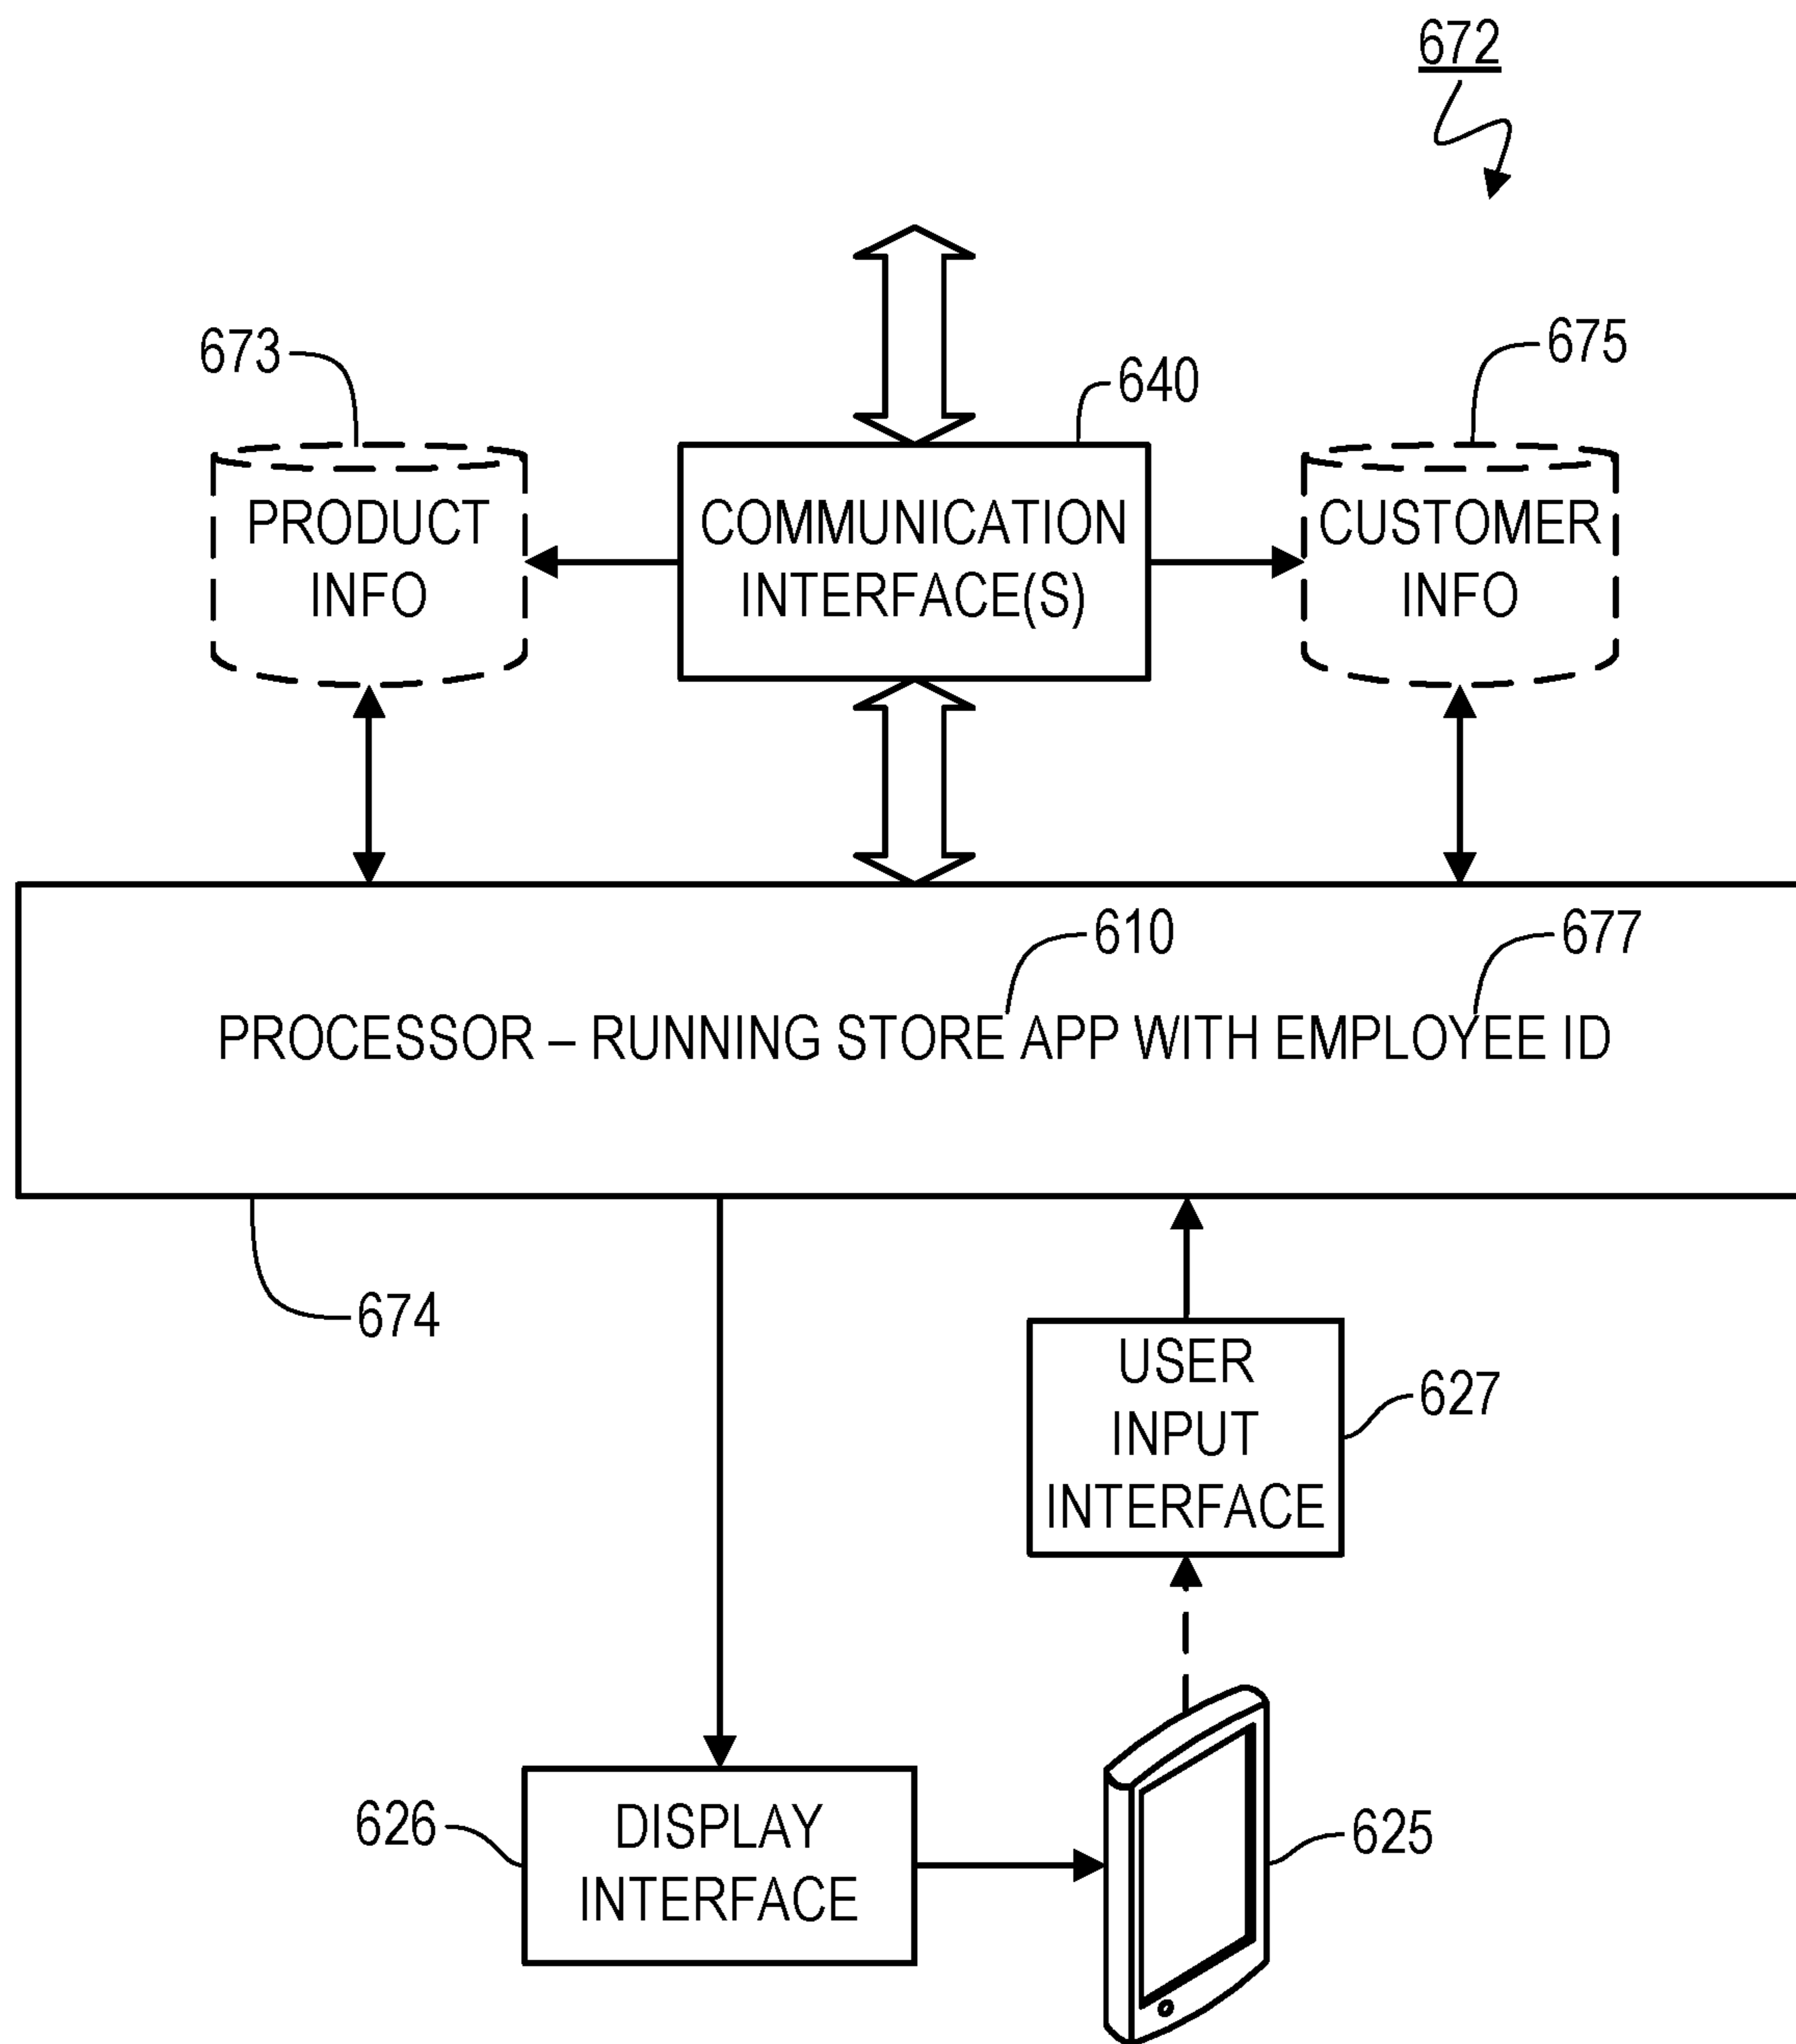 672
673
675
640
PRODUCT
INFO
COMMUNICATION
INTERFACE(S)
CUSTOMER
INFO
610
677
PROCESSOR – RUNNING STORE APP WITH EMPLOYEE ID
674
USER
INPUT
INTERFACE
627
626
DISPLAY
INTERFACE
625